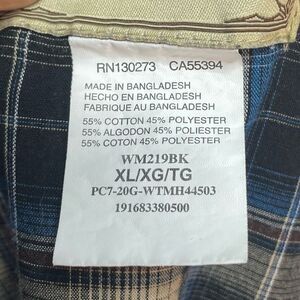 RN130273 CA55394
MADE IN BANGLADESH
HECHO EN BANGLADESH
FABRIQUE AU BANGLADESH
55% COTTON 45% POLYESTER
55% ALGODON 45% POLIESTER
55% COTON 45% POLYESTER
WM219BK
XL/XG/TG
PC7-20G-WTMH44503
191683380500